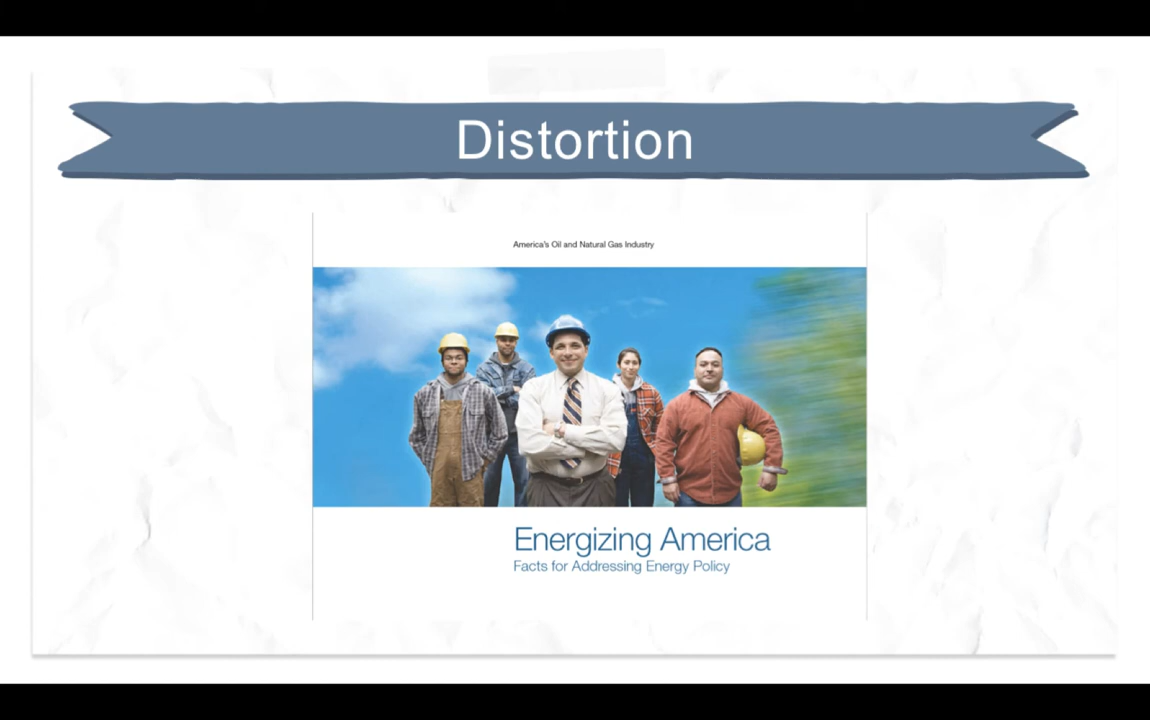 Distortion
America's Oil and Natural Gas Industry
Energizing America
Facts for Addressing Energy Policy